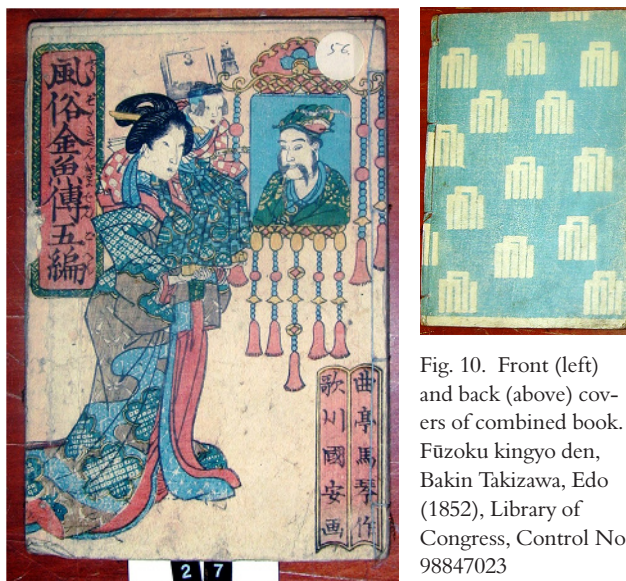 風俗金魚傳五編
56.
曲亭馬琴作
歌川國安画
2 7
Fig. 10. Front (left)
and back (above) cov-
ers of combined book.
Fūzoku kingyo den,
Bakin Takizawa, Edo
(1852), Library of
Congress, Control No
98847023